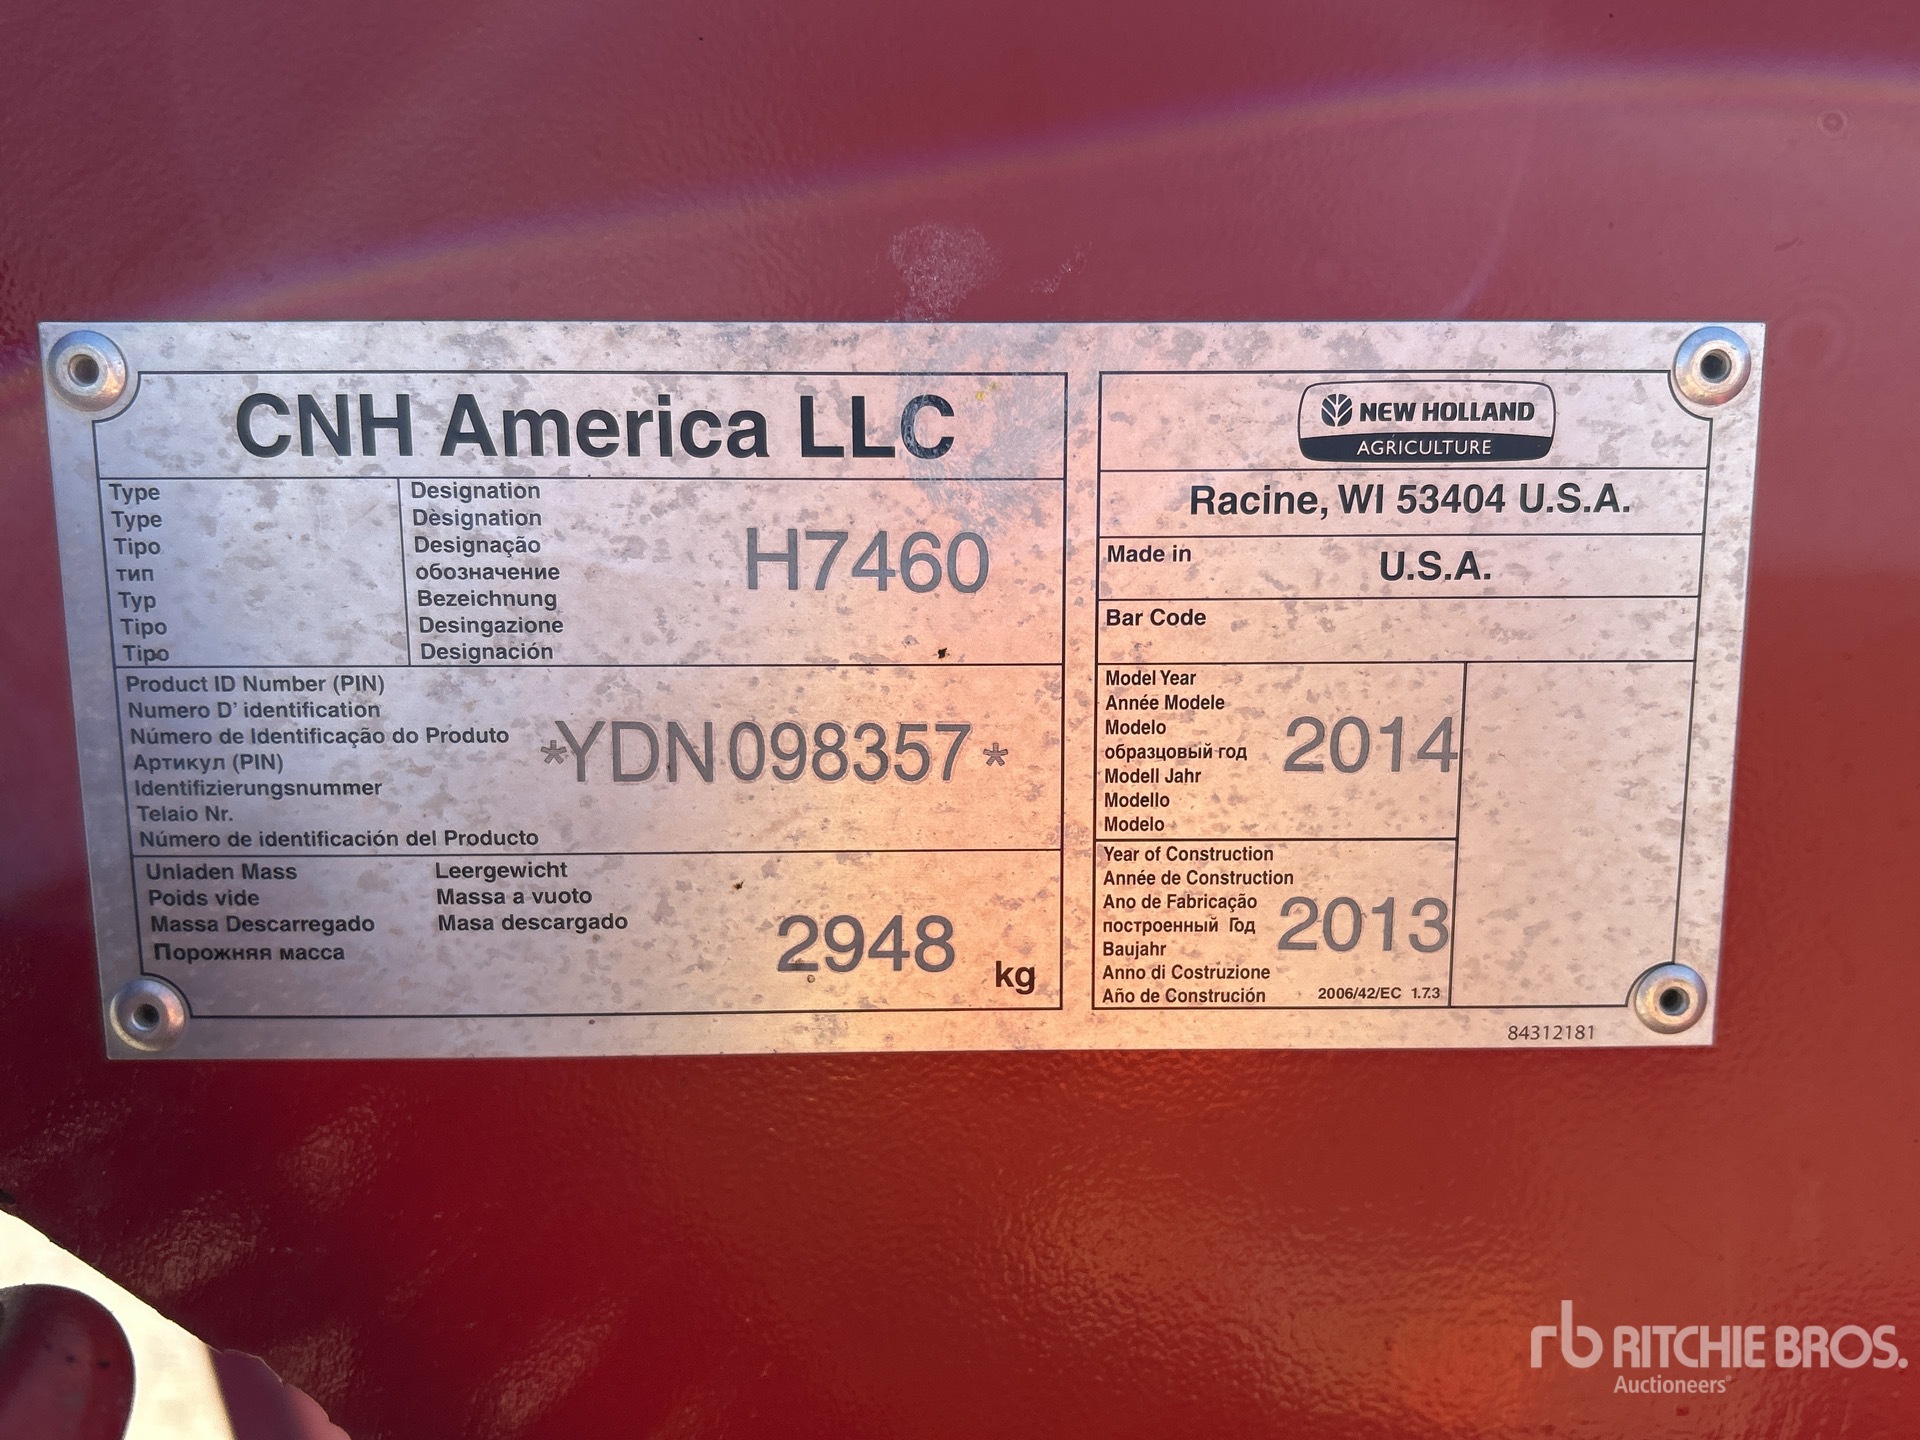 CNH America LLC
Type
Type
Tipo
тип
Typ
Tipo
Tipo
Designation
Dèsignation
Designação
обозначение
Bezeichnung
Desingazione
Designación
H7460
Product ID Number (PIN)
Numero D' identification
Número de Identificação do Produto
Артикул (PIN)
Identifizierungsnummer
Telaio Nr.
Número de identificación del Producto
*YDN098357*
Unladen Mass
Poids vide
Massa Descarregado
Порожняя масса
Leergewicht
Massa a vuoto
Masa descargado
2948 kg
NEW HOLLAND
AGRICULTURE
Racine, WI 53404 U.S.A.
Made in U.S.A.
Bar Code
Model Year
Année Modele
Modelo
образцовый год
Modell Jahr
Modello
Modelo
2014
Year of Construction
Année de Construction
Ano de Fabricação
построенный Год
Baujahr
Anno di Costruzione
Año de Construción
2013
2006/42/EC 1.7.3
84312181
rb RITCHIE BROS.
Auctioneers